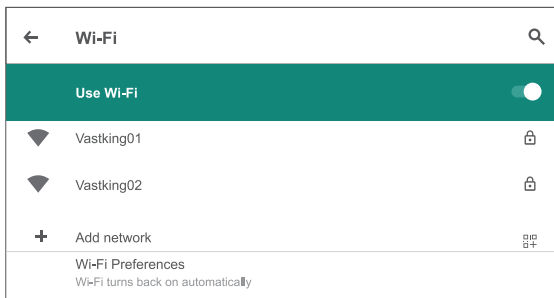 Wi-Fi
Use Wi-Fi
Vastking01
Vastking02
Add network
Wi-Fi Preferences
Wi-Fi turns back on automatically